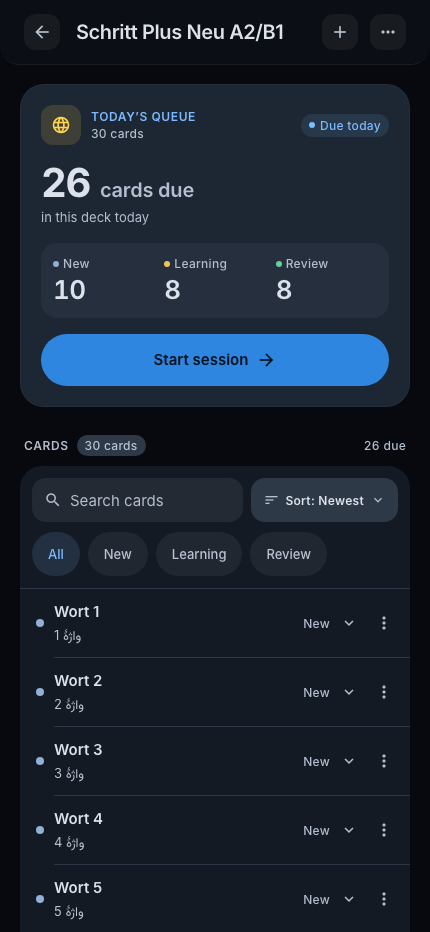 Schritt Plus Neu A2/B1
TODAY'S QUEUE
30 cards
Due today
26 cards due
in this deck today
New
Learning
Review
10
8
8
Start session
CARDS
30 cards
26 due
Search cards
Sort: Newest
All
New
Learning
Review
Wort 1
واژهٔ 1
New
Wort 2
واژهٔ 2
New
Wort 3
واژهٔ 3
New
Wort 4
واژهٔ 4
New
Wort 5
واژهٔ 5
New